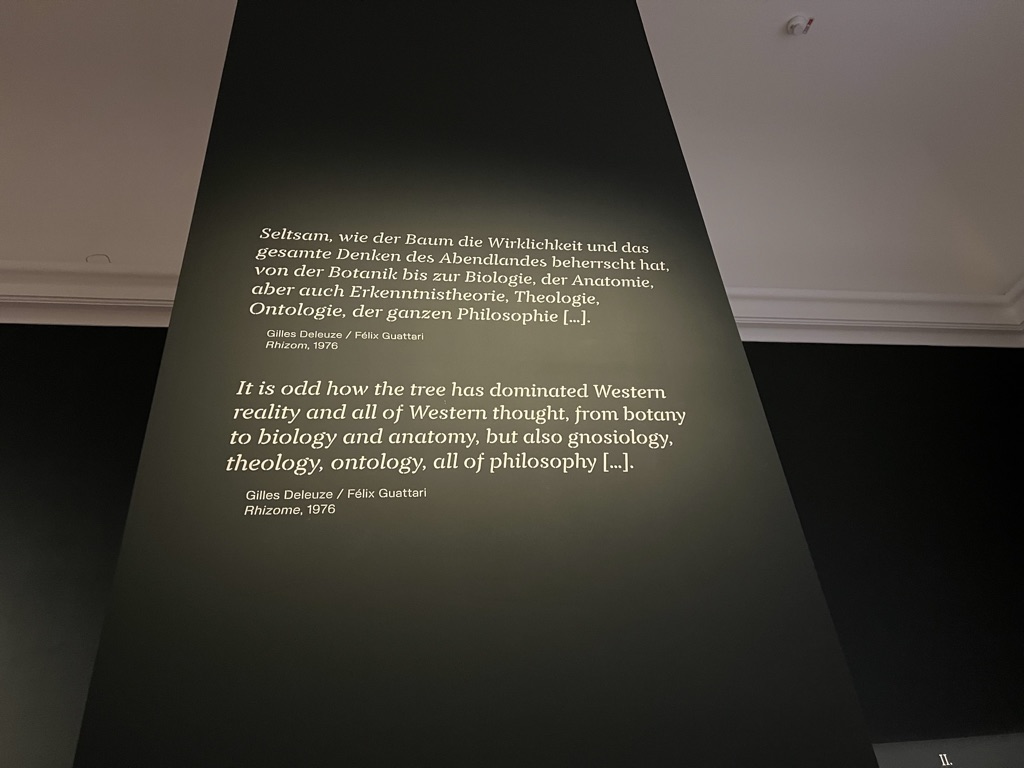 Seltsam, wie der Baum die Wirklichkeit und das
gesamte Denken des Abendlandes beherrscht hat,
von der Botanik bis zur Biologie, der Anatomie,
aber auch Erkenntnistheorie, Theologie,
Ontologie, der ganzen Philosophie [...].
Gilles Deleuze / Félix Guattari
Rhizom, 1976
It is odd how the tree has dominated Western
reality and all of Western thought, from botany
to biology and anatomy, but also gnosiology,
theology, ontology, all of philosophy [...].
Gilles Deleuze / Félix Guattari
Rhizome, 1976
II.